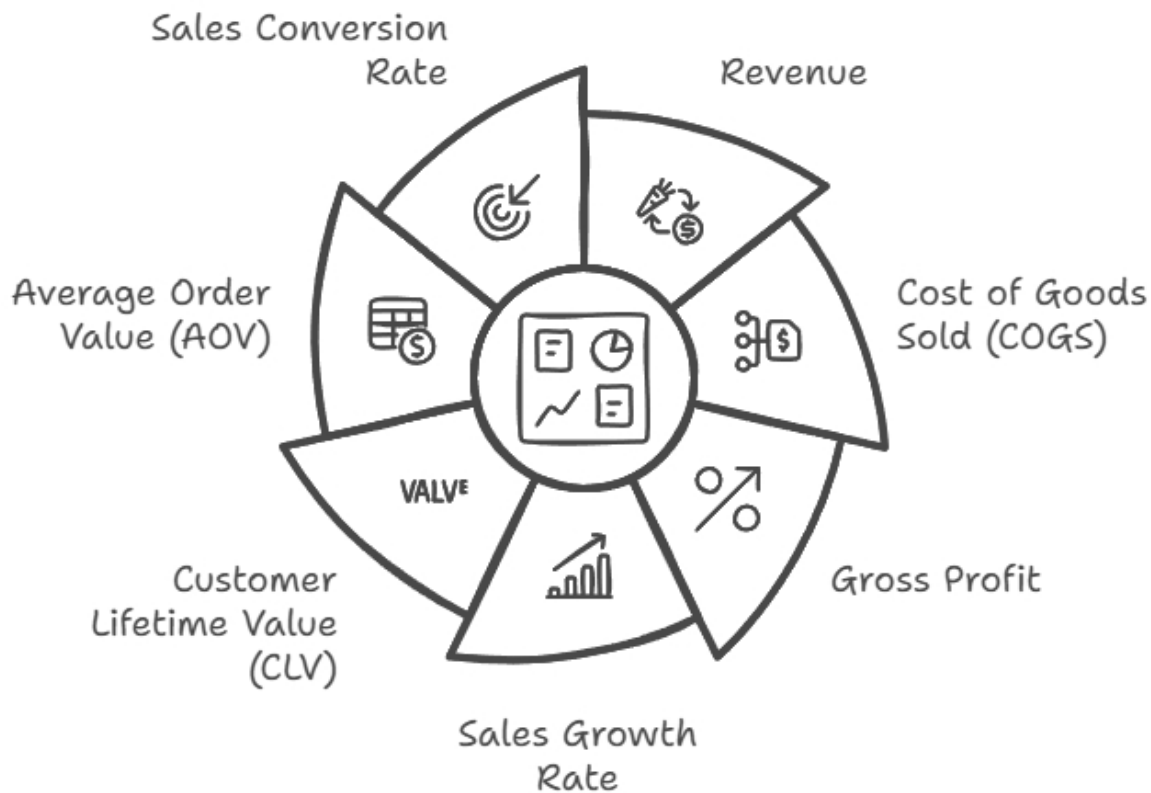 Sales Conversion
Rate
Revenue
Average Order
Value (AOV)
Cost of Goods
Sold (COGS)
VALVE
Customer
Lifetime Value
(CLV)
Gross Profit
Sales Growth
Rate
$
$
$